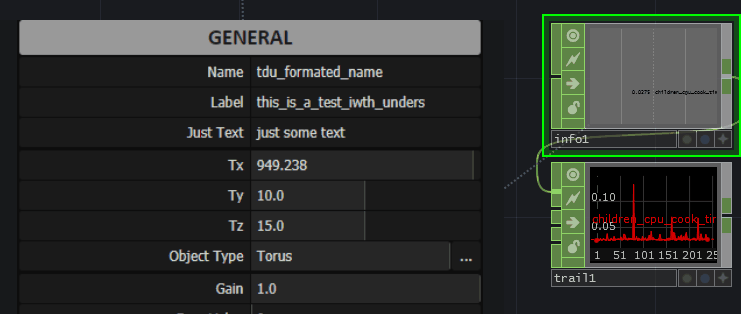 GENERAL
Name tdu_formated_name
Label this_is_a_test_iwth_unders
Just Text just some text
Tx 949.238
Ty 10.0
Tz 15.0
Object Type Torus ...
Gain 1.0
0.0375 children_cpu_cook_tim
info1
0.10
children_cpu_cook_tim
0.05
1 51 101 151 201 25
trail1